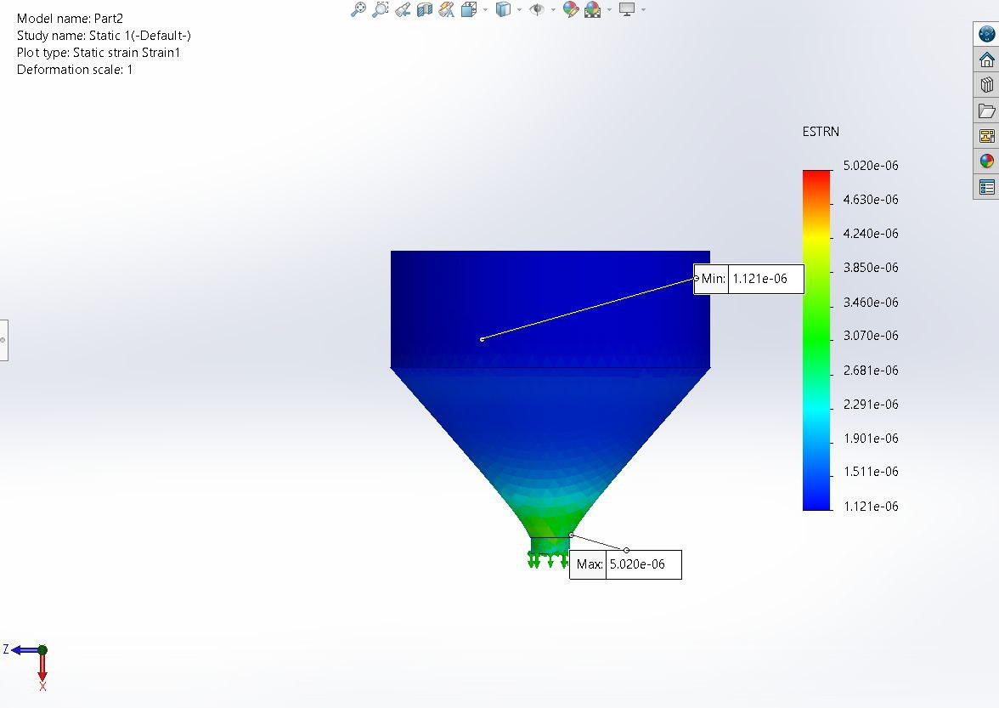 Model name: Part2
Study name: Static 1(-Default-)
Plot type: Static strain Strain1
Deformation scale: 1
ESTRN
5.020e-06
4.630e-06
4.240e-06
3.850e-06
3.460e-06
3.070e-06
2.681e-06
2.291e-06
1.901e-06
1.511e-06
1.121e-06
Min: 1.121e-06
Max: 5.020e-06
Z
X